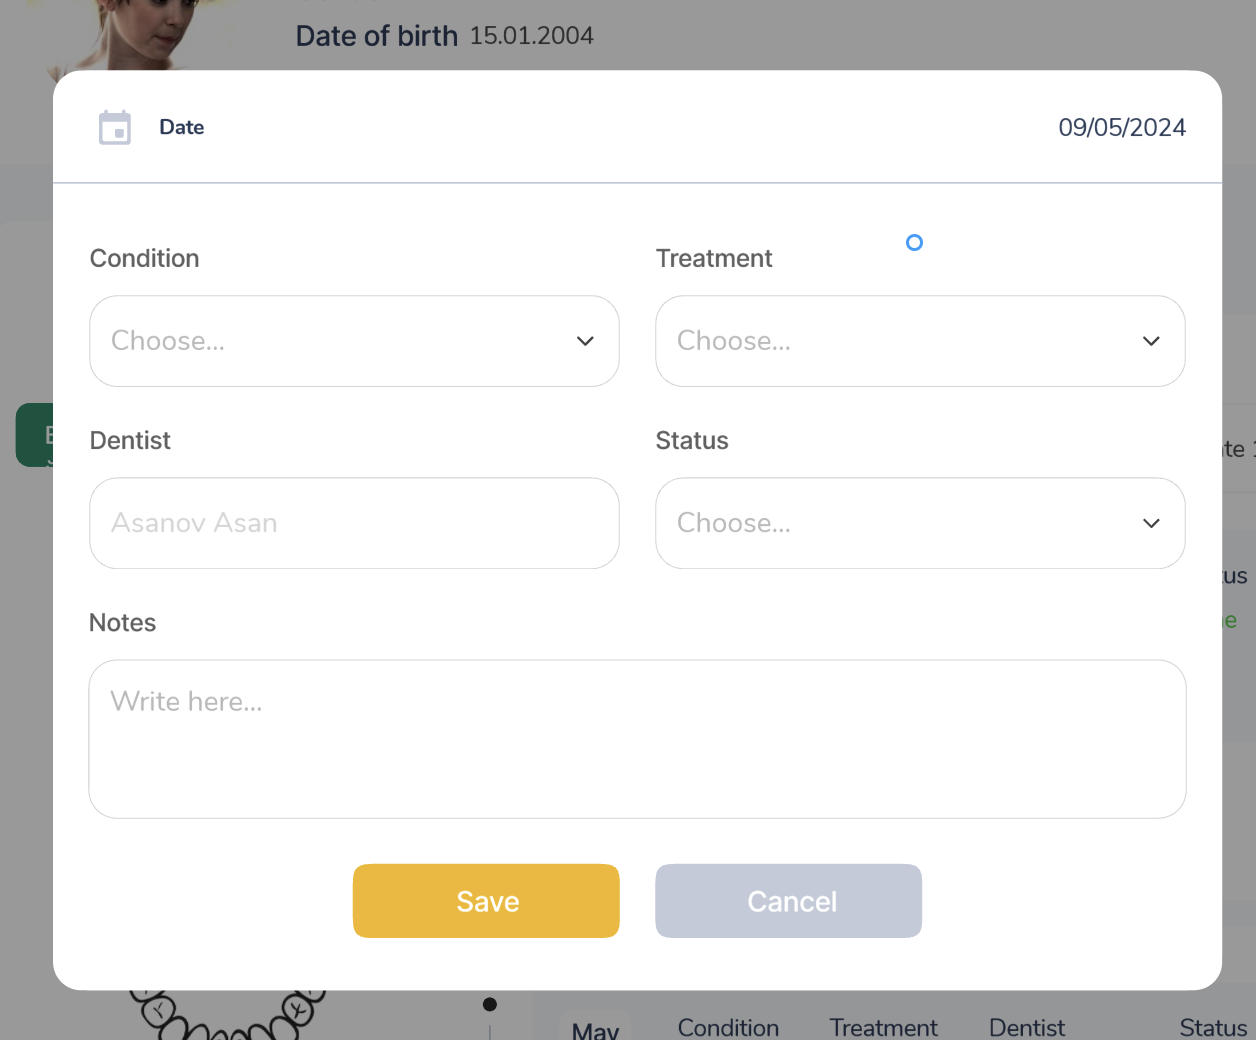 Date of birth 15.01.2004
Date 09/05/2024
Condition Treatment
Choose... Choose...
Dentist Status
Asanov Asan Choose...
Notes
Write here...
Save Cancel
May Condition Treatment Dentist Status